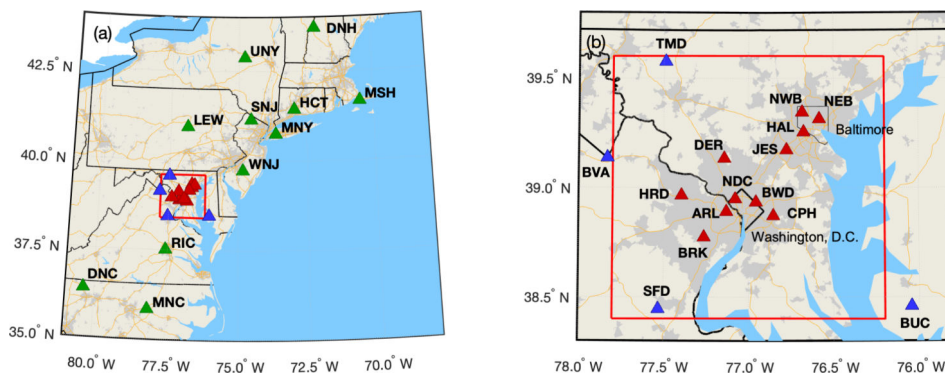 (a)
DNH
UNY
42.5° N
MSH
SNJ
HCT
LEW
MNY
40.0° N
WNJ
37.5° N
RIC
DNC
MNC
35.0° N
80.0° W 77.5° W 75.0° W 72.5° W 70.0° W
(b)
TMD
39.5° N
NWB NEB
HAL
Baltimore
DER
JES
BVA
39.0° N
HRD
NDC
BWD
ARL
CPH
Washington, D.C.
BRK
SFD
38.5° N
BUC
78.0° W 77.5° W 77.0° W 76.5° W 76.0° W